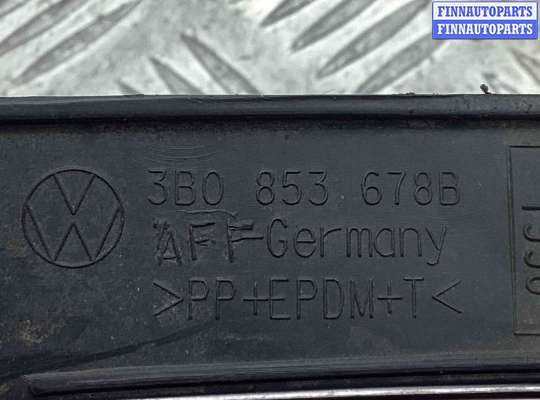 FINNAUTOPARTS
FINNAUTOPARTS
3B0 853 678B
AFF-Germany
>PP+EPDM+T<